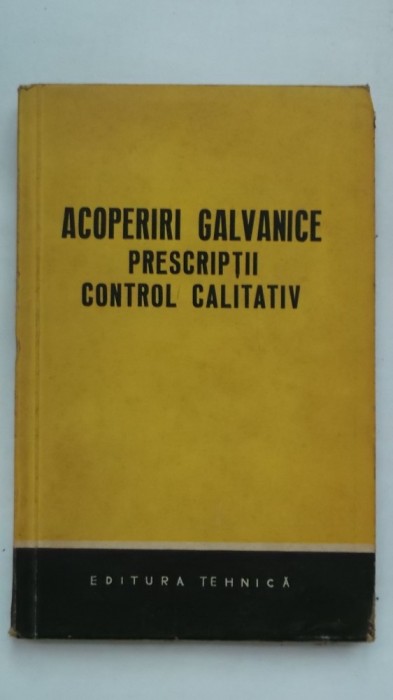 ACOPERIRI GALVANICE
PRESCRIPȚII
CONTROL CALITATIV
EDITURA TEHNICĂ